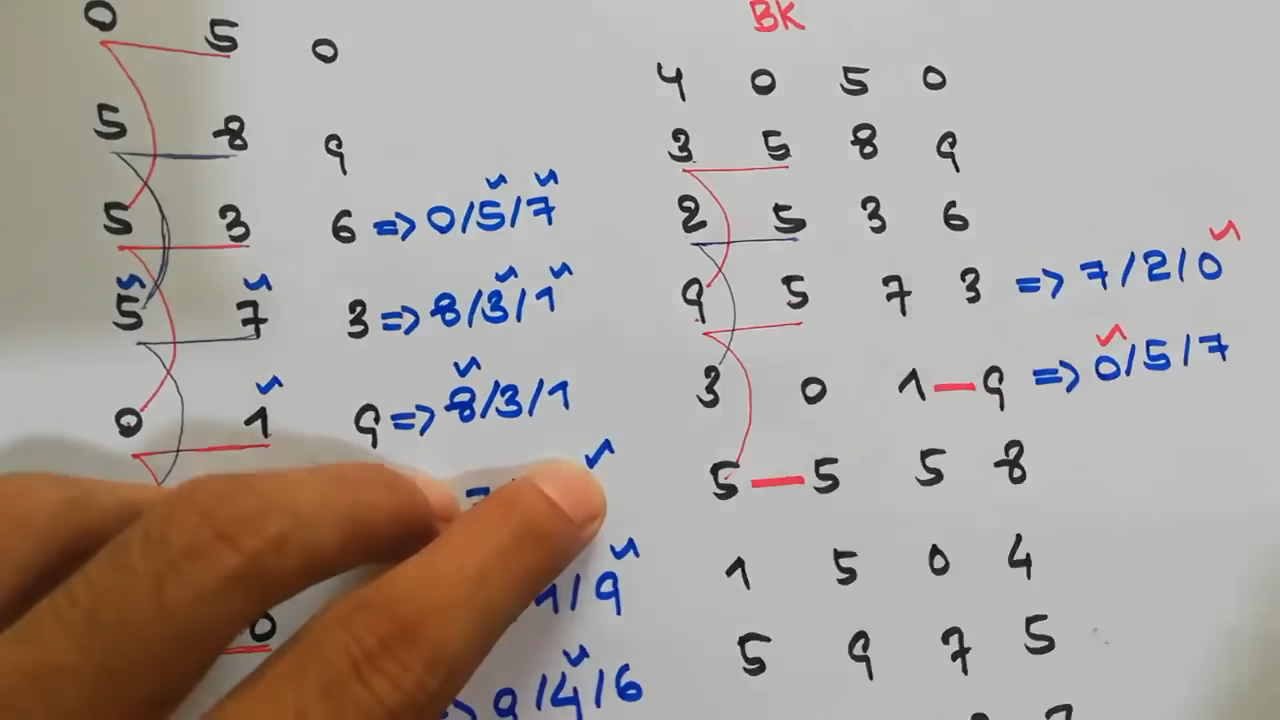 0 5 0
5 8 9
5 3 6 => 0/5/7
5 7 3 => 8/3/1
0 1 9 => 8/3/1
1/9
0
9/4/6
BK
4 0 5 0
3 5 8 9
2 5 3 6
9 5 7 3 => 7/2/0
3 0 1 - 9 => 0/5/7
5 - 5 5 8
1 5 0 4
5 9 7 5